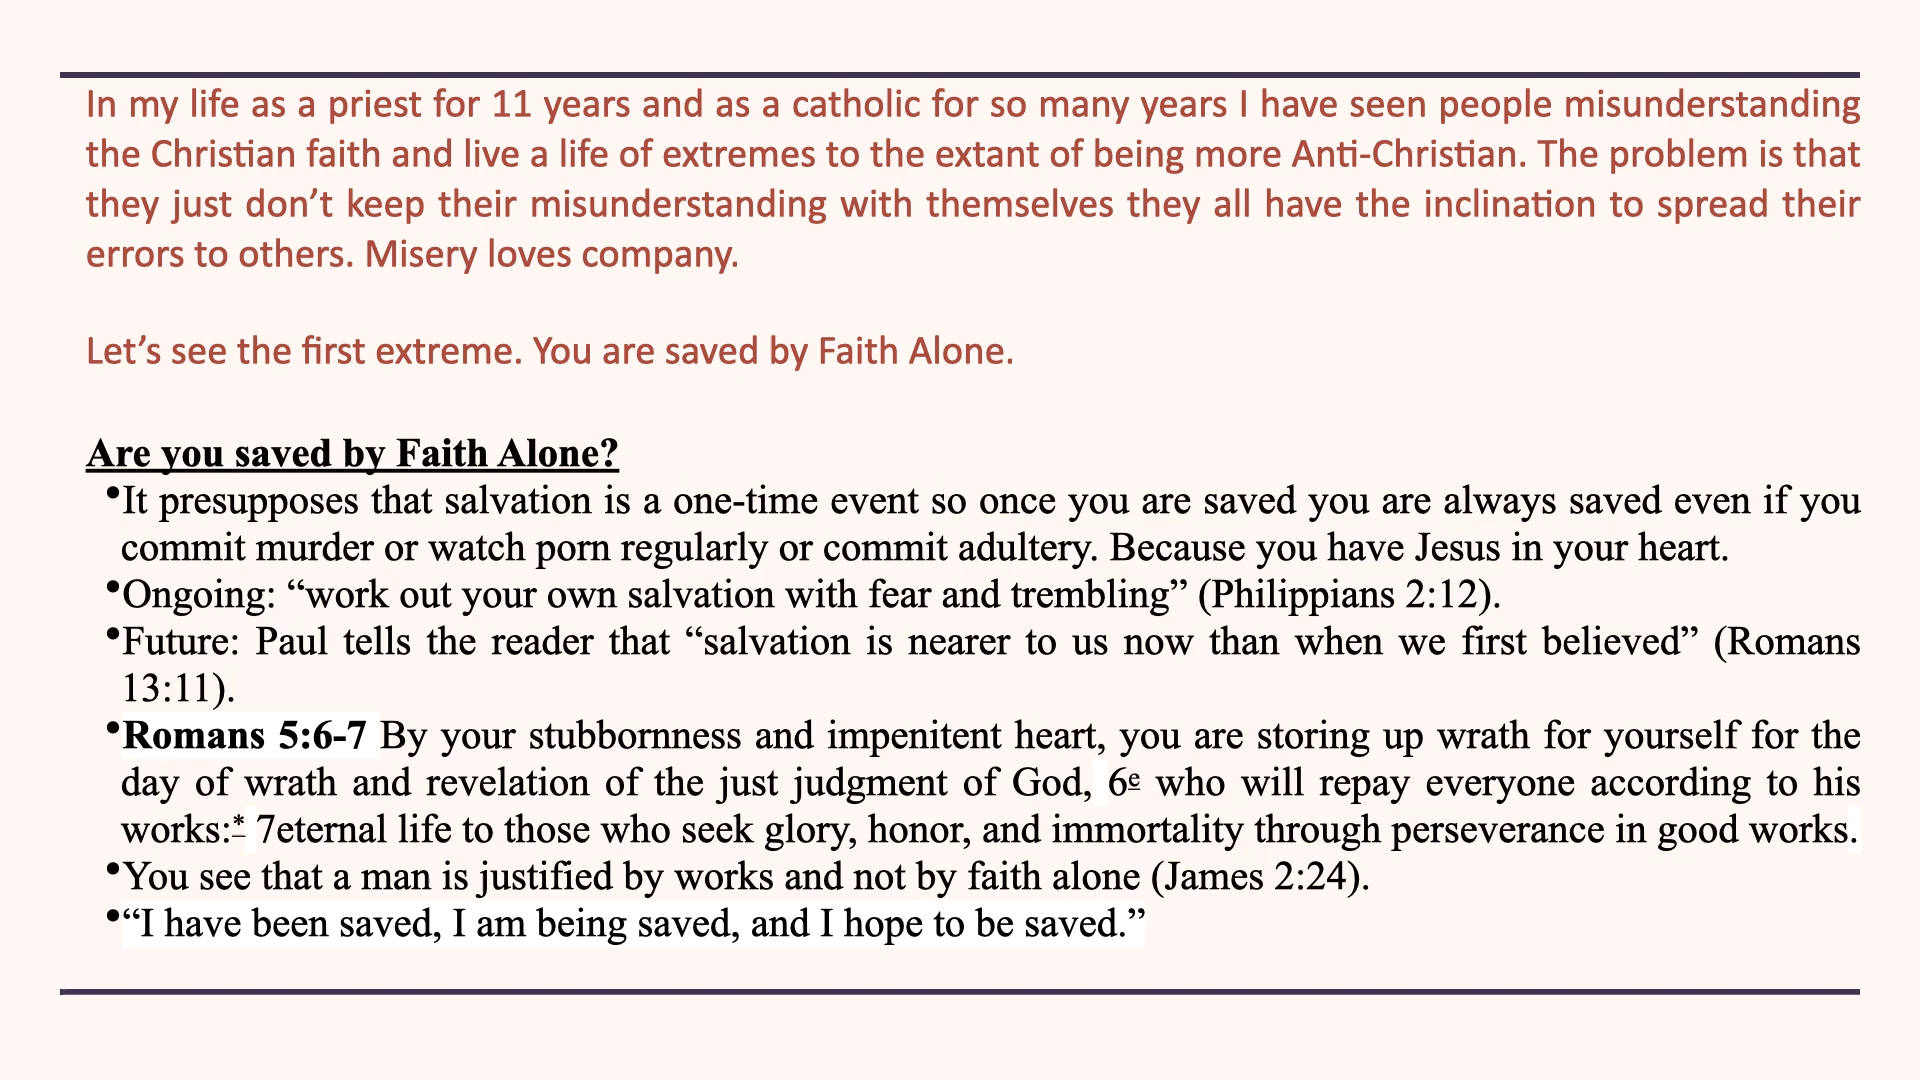 In my life as a priest for 11 years and as a catholic for so many years I have seen people misunderstanding
the Christian faith and live a life of extremes to the extant of being more Anti-Christian. The problem is that
they just don’t keep their misunderstanding with themselves they all have the inclination to spread their
errors to others. Misery loves company.
Let’s see the first extreme. You are saved by Faith Alone.
Are you saved by Faith Alone?
•It presupposes that salvation is a one-time event so once you are saved you are always saved even if you
commit murder or watch porn regularly or commit adultery. Because you have Jesus in your heart.
•Ongoing: “work out your own salvation with fear and trembling” (Philippians 2:12).
•Future: Paul tells the reader that “salvation is nearer to us now than when we first believed” (Romans
13:11).
•Romans 5:6-7 By your stubbornness and impenitent heart, you are storing up wrath for yourself for the
day of wrath and revelation of the just judgment of God, 6e who will repay everyone according to his
works:* 7eternal life to those who seek glory, honor, and immortality through perseverance in good works.
•You see that a man is justified by works and not by faith alone (James 2:24).
•“I have been saved, I am being saved, and I hope to be saved.”